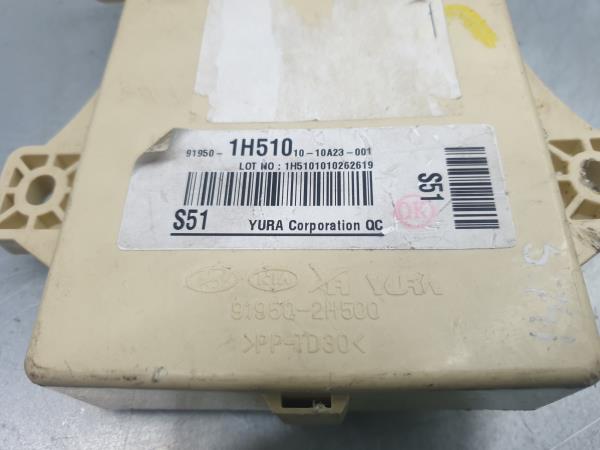 91950- 1H510 10-10A23-001
LOT NO : 1H5101010262619
S51
YURA Corporation QC
OK
S51
KIA YURA
91950-2H500
>PP-TD30<